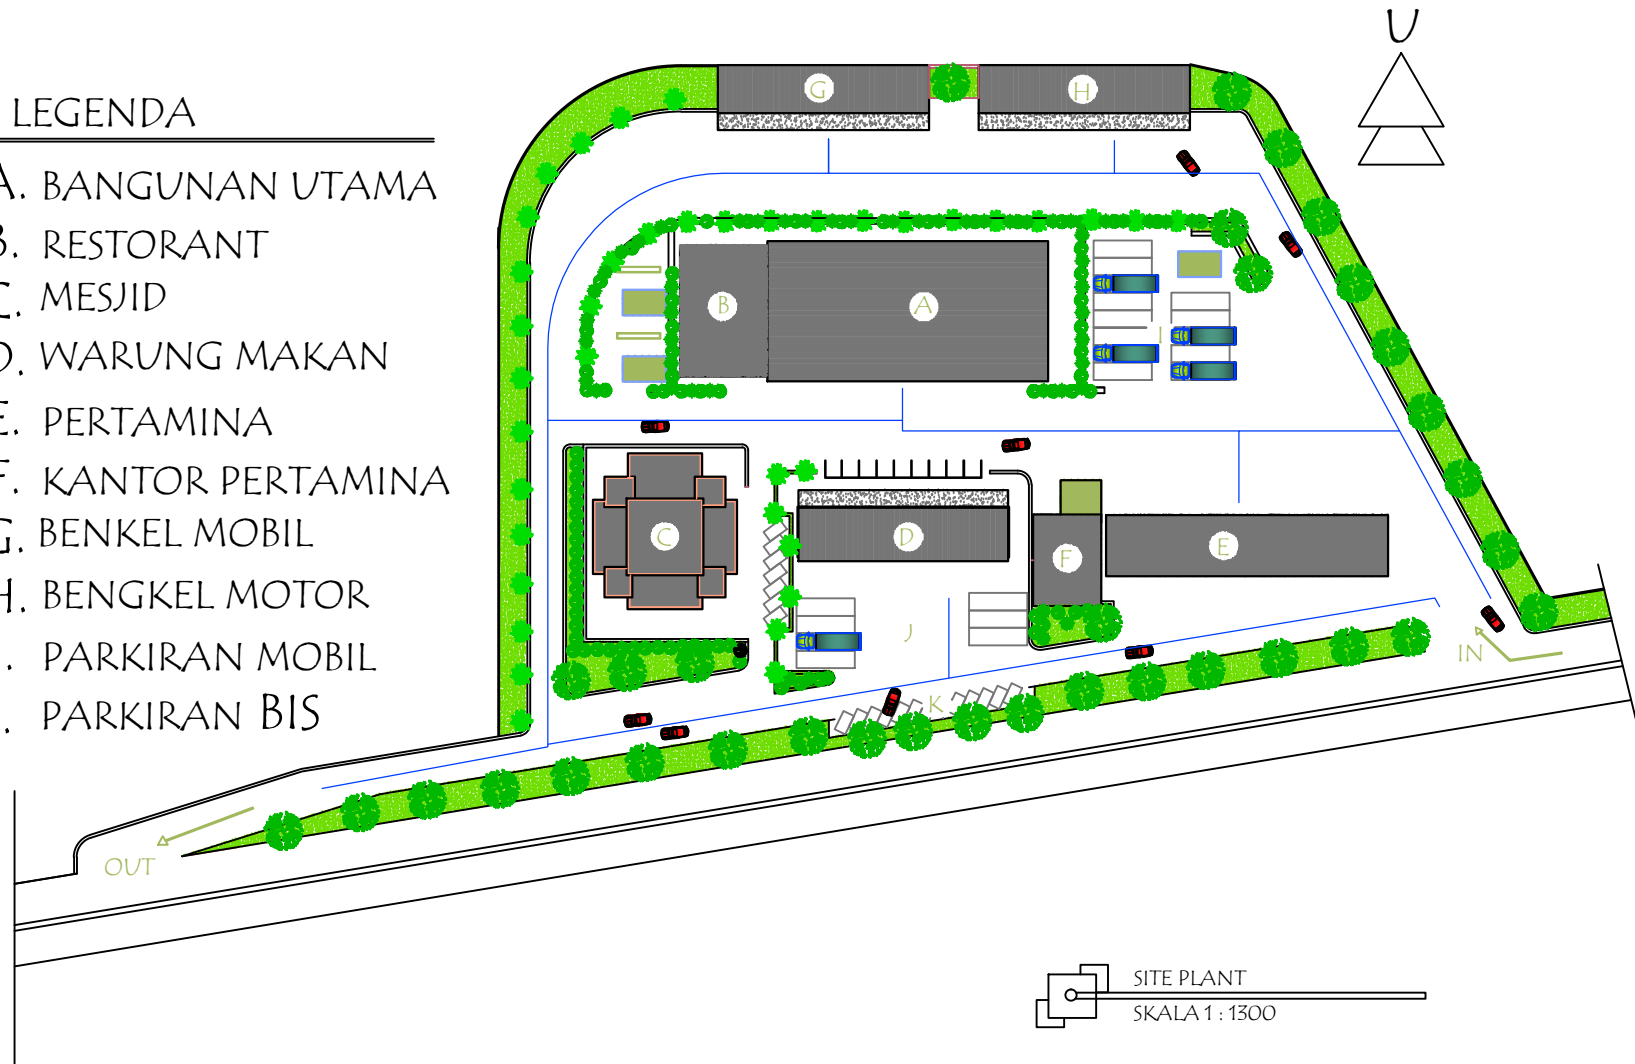 U
LEGENDA
A. BANGUNAN UTAMA
B. RESTORANT
C. MESJID
D. WARUNG MAKAN
E. PERTAMINA
F. KANTOR PERTAMINA
G. BENKEL MOBIL
H. BENGKEL MOTOR
. PARKIRAN MOBIL
. PARKIRAN BIS
G
H
B
A
I
C
D
F
E
J
K
IN
OUT
SITE PLANT
SKALA 1 : 1300